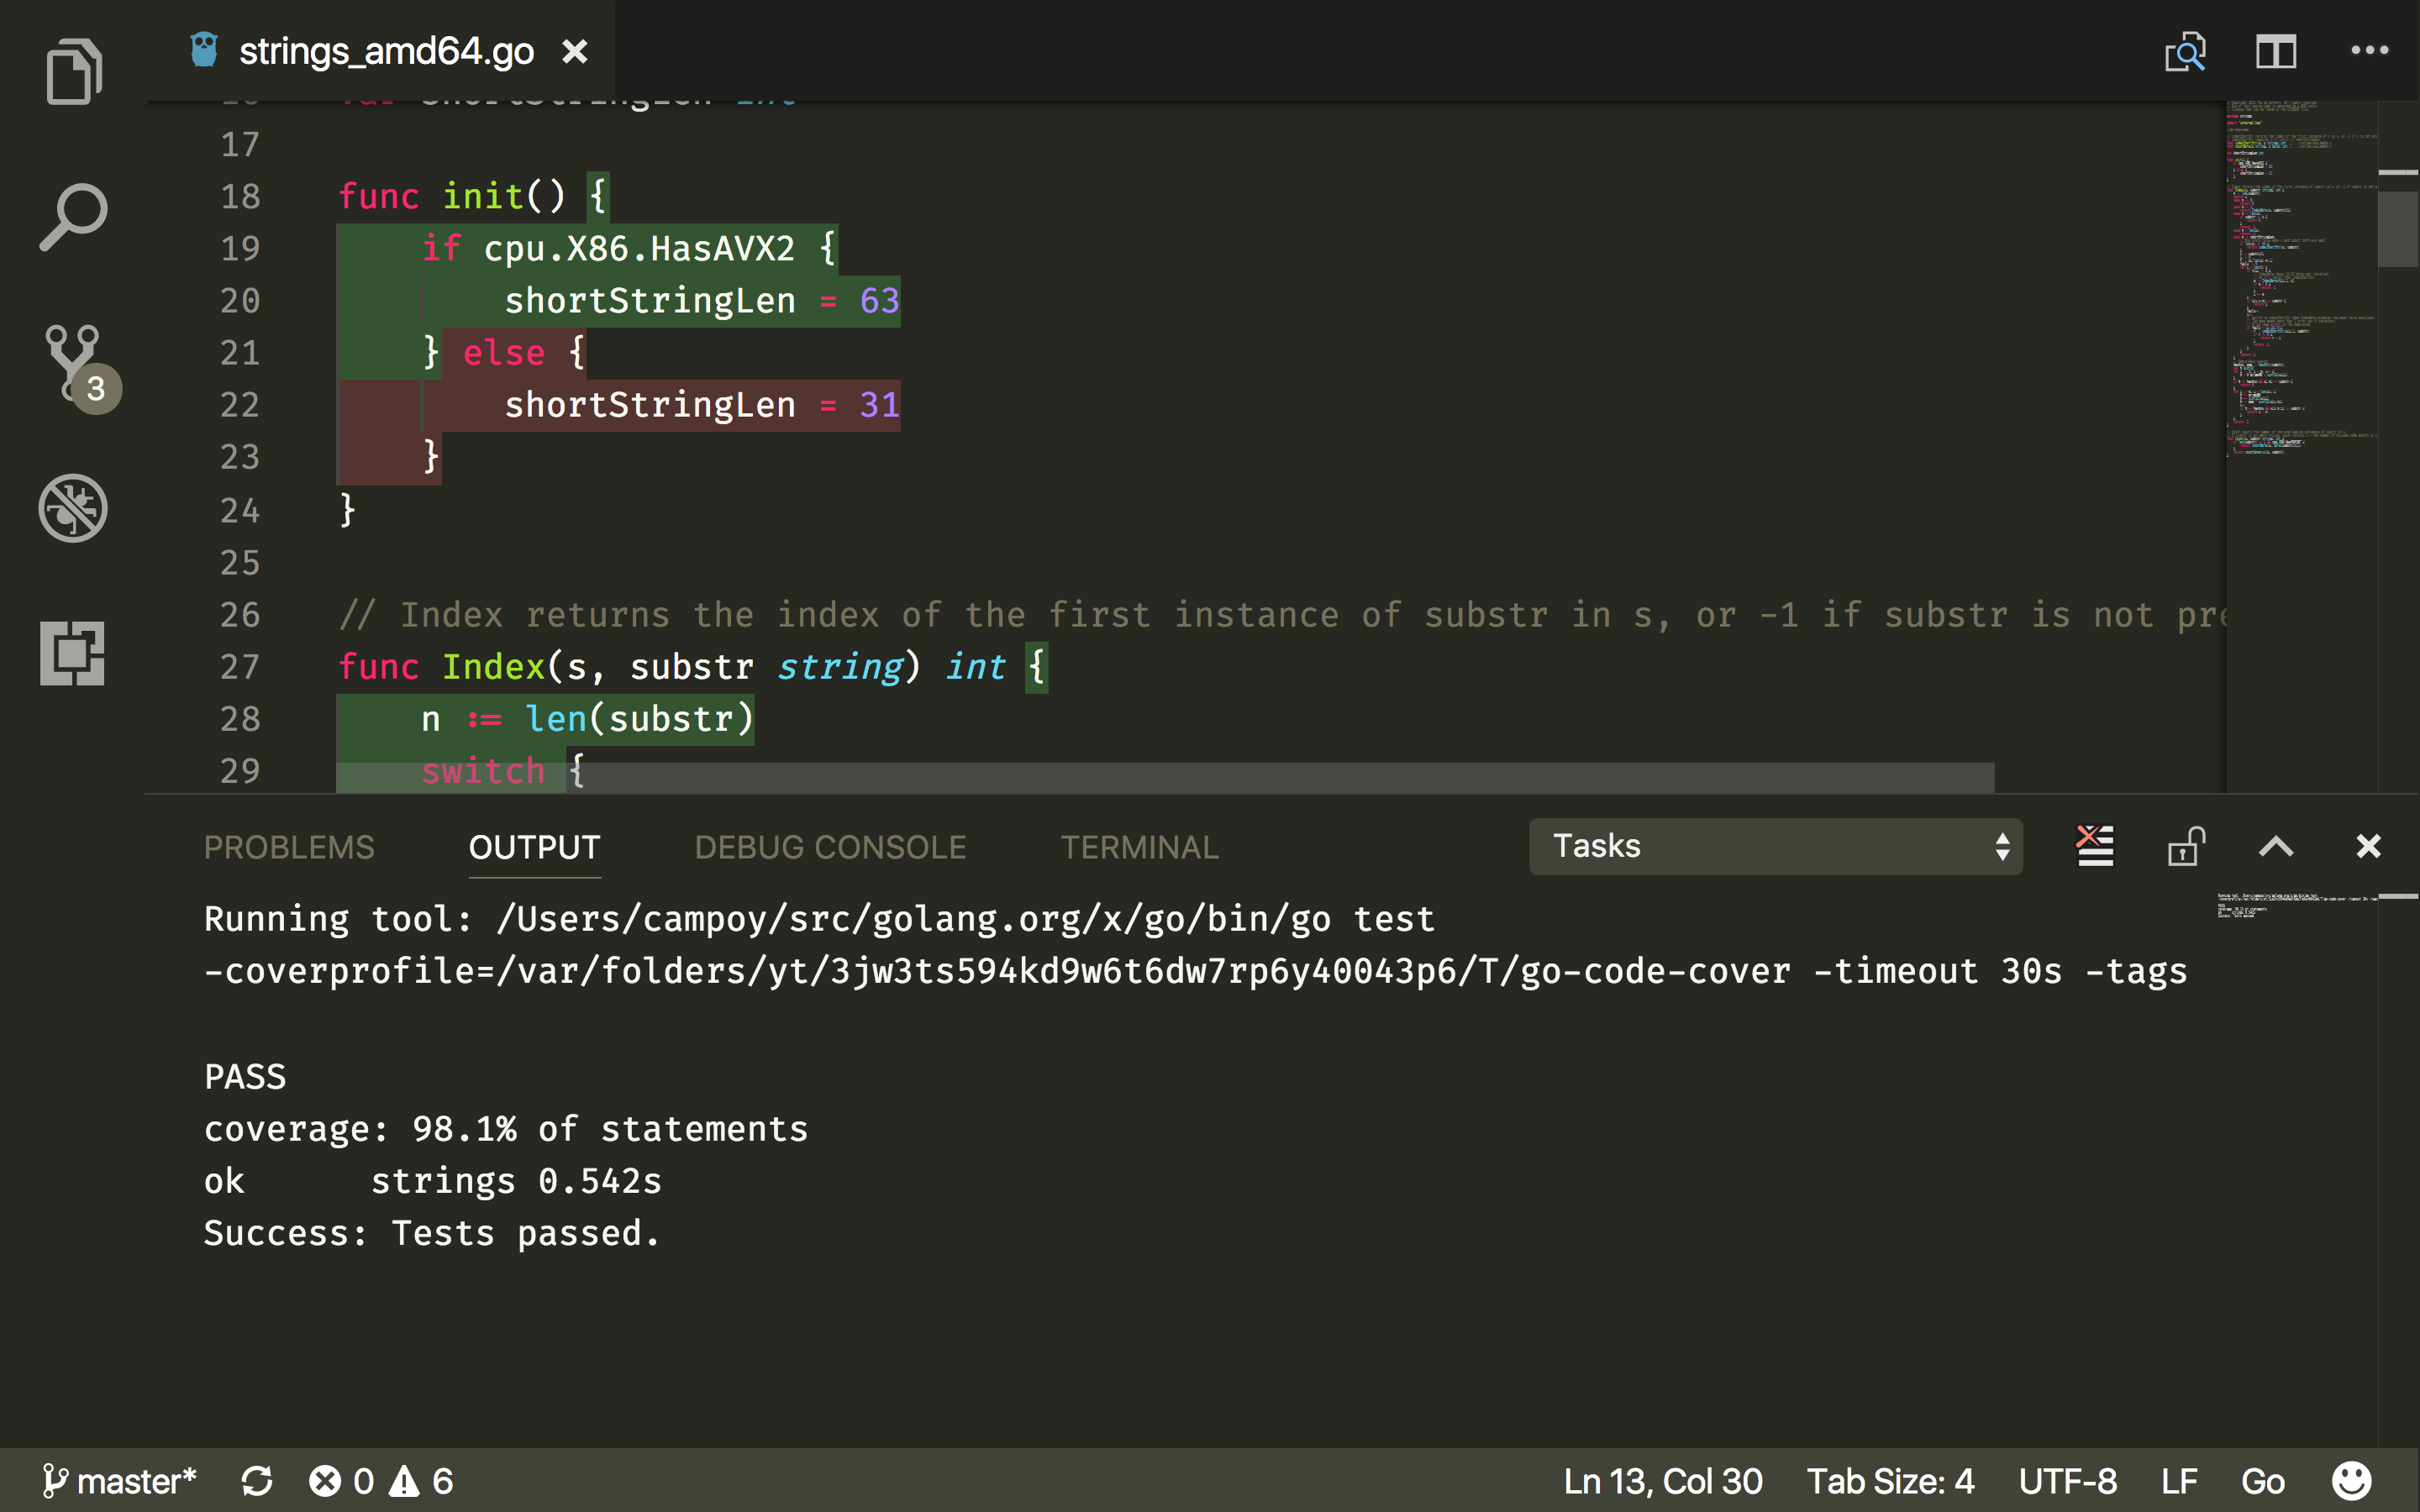 strings_amd64.go
var shortStringLen int
17
18 func init() {
19 if cpu.X86.HasAVX2 {
20 shortStringLen = 63
21 } else {
22 shortStringLen = 31
23 }
24 }
25
26 // Index returns the index of the first instance of substr in s, or -1 if substr is not pre
27 func Index(s, substr string) int {
28 n := len(substr)
29 switch {
3
PROBLEMS OUTPUT DEBUG CONSOLE TERMINAL Tasks
Running tool: /Users/campoy/src/golang.org/x/go/bin/go test
-coverprofile=/var/folders/yt/3jw3ts594kd9w6t6dw7rp6y40043p6/T/go-code-cover -timeout 30s -tags
PASS
coverage: 98.1% of statements
ok strings 0.542s
Success: Tests passed.
master* 0 6 Ln 13, Col 30 Tab Size: 4 UTF-8 LF Go